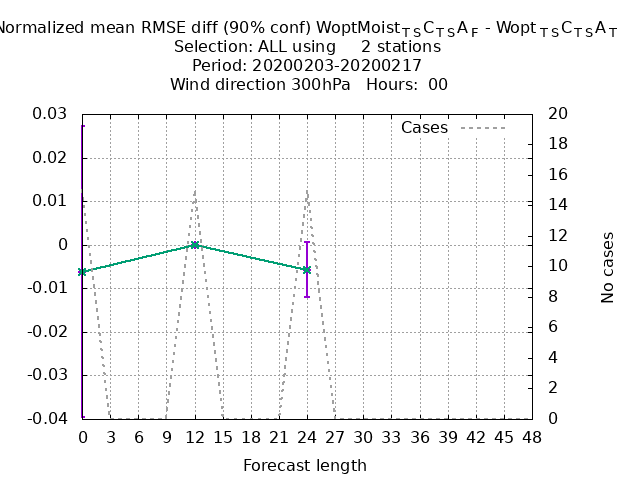 Normalized mean RMSE diff (90% conf) WoptMoist_TSC_TSA_F - Wopt_TSC_TSA_T
Selection: ALL using 2 stations
Period: 20200203-20200217
Wind direction 300hPa Hours: 00
Cases
0.03
0.02
0.01
0
-0.01
-0.02
-0.03
-0.04
20
18
16
14
12
10
8
6
4
2
0
No cases
0 3 6 9 12 15 18 21 24 27 30 33 36 39 42 45 48
Forecast length